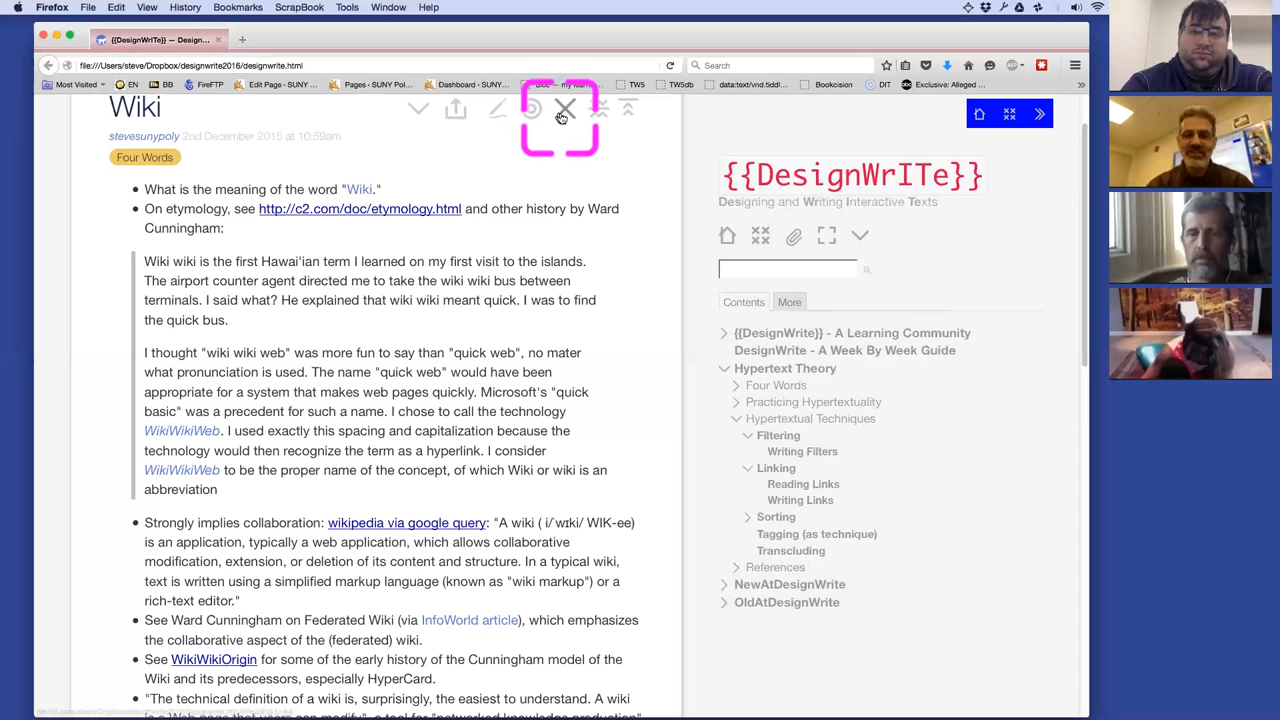 Firefox File Edit View History Bookmarks ScrapBook Tools Window Help
{{DesignWrITe}} — Design...
file:///Users/steve/Dropbox/designwrite2016/designwrite.html
Search
Most Visited EN BB FireFTP Edit Page - SUNY ... Pages - SUNY Pol... Dashboard - SUNY... TW5 TW5db data:text/vnd.tiddl... Bookcision DIT Exclusive: Alleged ...
Wiki
stevesunypoly 2nd December 2015 at 10:59am
Four Words
What is the meaning of the word "Wiki."
On etymology, see http://c2.com/doc/etymology.html and other history by Ward
Cunningham:
Wiki wiki is the first Hawai'ian term I learned on my first visit to the islands.
The airport counter agent directed me to take the wiki wiki bus between
terminals. I said what? He explained that wiki wiki meant quick. I was to find
the quick bus.
I thought "wiki wiki web" was more fun to say than "quick web", no mater
what pronunciation is used. The name "quick web" would have been
appropriate for a system that makes web pages quickly. Microsoft's "quick
basic" was a precedent for such a name. I chose to call the technology
WikiWikiWeb. I used exactly this spacing and capitalization because the
technology would then recognize the term as a hyperlink. I consider
WikiWikiWeb to be the proper name of the concept, of which Wiki or wiki is an
abbreviation
Strongly implies collaboration: wikipedia via google query: "A wiki ( i/ˈwɪki/ WIK-ee)
is an application, typically a web application, which allows collaborative
modification, extension, or deletion of its content and structure. In a typical wiki,
text is written using a simplified markup language (known as "wiki markup") or a
rich-text editor."
See Ward Cunningham on Federated Wiki (via InfoWorld article), which emphasizes
the collaborative aspect of the (federated) wiki.
See WikiWikiOrigin for some of the early history of the Cunningham model of the
Wiki and its predecessors, especially HyperCard.
"The technical definition of a wiki is, surprisingly, the easiest to understand. A wiki
is a Web page that users can modify", a tool for "networked knowledge production"
{{DesignWrITe}}
Designing and Writing Interactive Texts
Contents More
{{DesignWrite}} - A Learning Community
DesignWrite - A Week By Week Guide
Hypertext Theory
Four Words
Practicing Hypertextuality
Hypertextual Techniques
Filtering
Writing Filters
Linking
Reading Links
Writing Links
Sorting
Tagging (as technique)
Transcluding
References
NewAtDesignWrite
OldAtDesignWrite